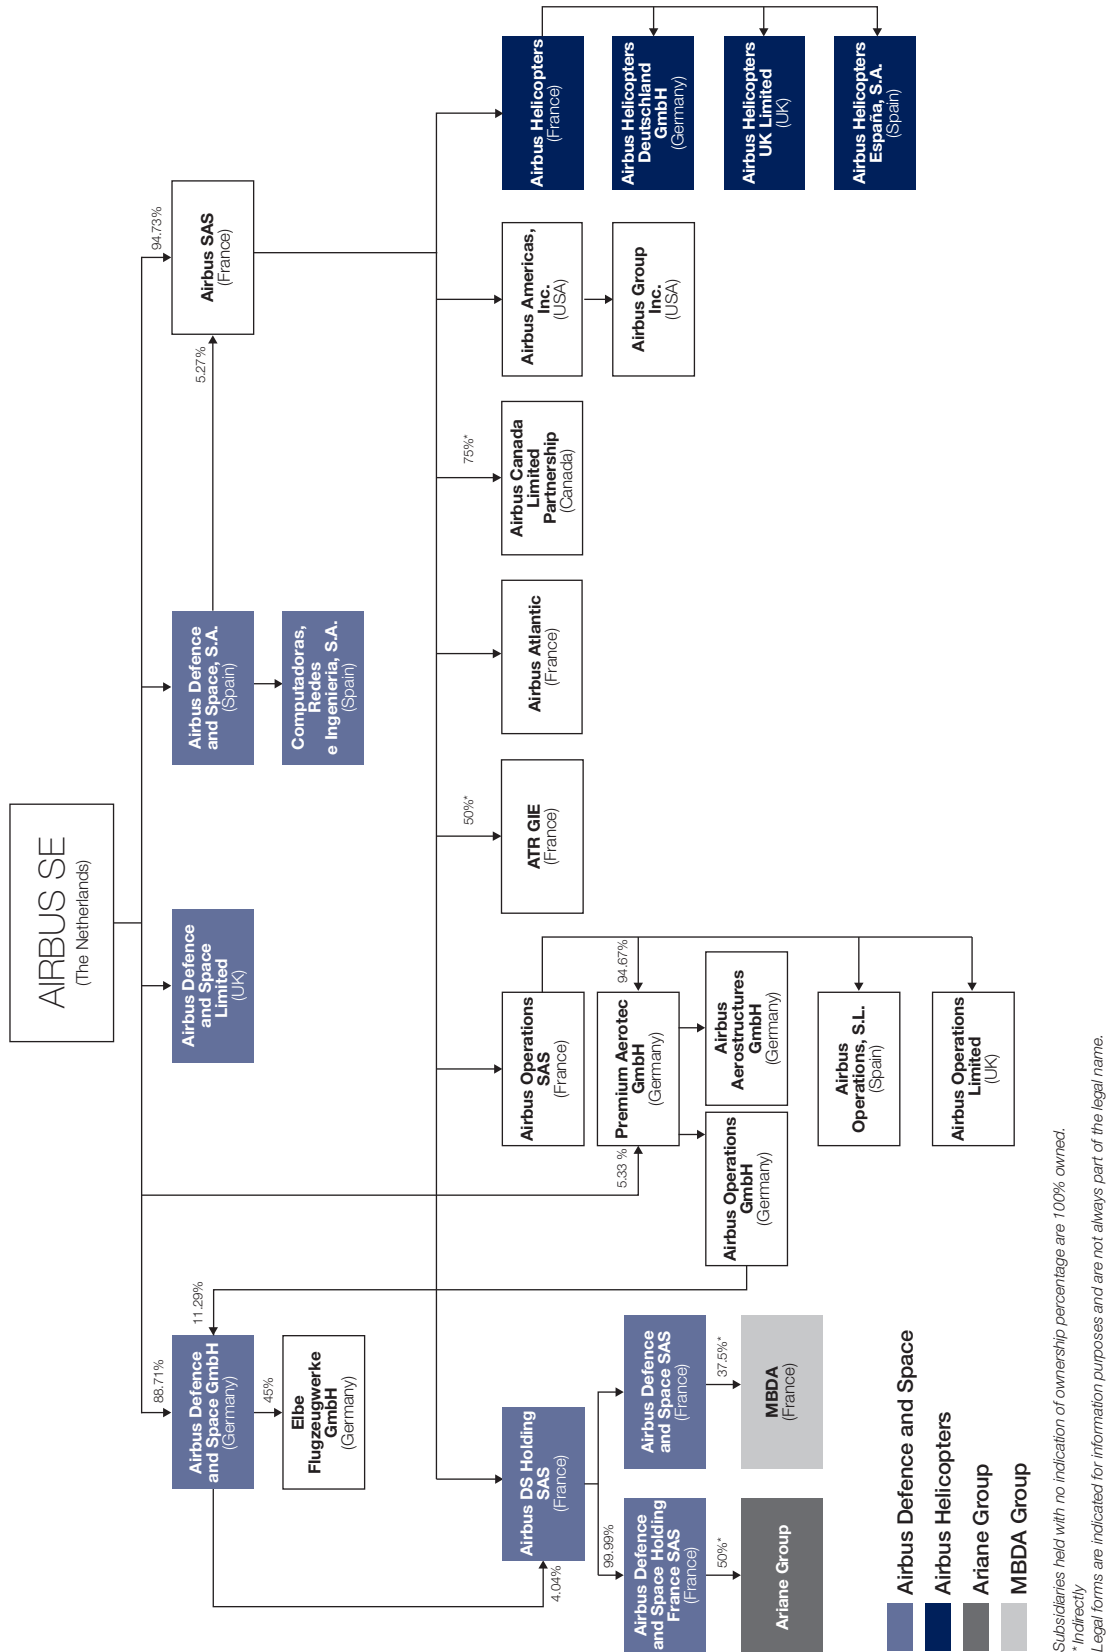 AIRBUS SE
(The Netherlands)
88.71%
94.73%
Airbus Defence
and Space GmbH
(Germany)
11.29%
45%
Elbe
Flugzeugwerke
GmbH
(Germany)
Airbus Defence
and Space
Limited
(UK)
Airbus Defence
and Space, S.A.
(Spain)
Computadoras,
Redes
e Ingenieria, S.A.
(Spain)
5.27%
Airbus SAS
(France)
4.04%
Airbus DS Holding
SAS
(France)
99.99%
Airbus Defence
and Space Holding
France SAS
(France)
50%*
Ariane Group
Airbus Defence
and Space SAS
(France)
37.5%*
MBDA
(France)
Airbus Operations
SAS
(France)
5.33 %
94.67%
Premium Aerotec
GmbH
(Germany)
Airbus Operations
GmbH
(Germany)
Airbus
Aerostructures
GmbH
(Germany)
Airbus
Operations, S.L.
(Spain)
Airbus Operations
Limited
(UK)
50%*
ATR GIE
(France)
Airbus Atlantic
(France)
75%*
Airbus Canada
Limited
Partnership
(Canada)
Airbus Americas,
Inc.
(USA)
Airbus Group
Inc.
(USA)
Airbus Helicopters
(France)
Airbus Helicopters
Deutschland
GmbH
(Germany)
Airbus Helicopters
UK Limited
(UK)
Airbus Helicopters
España, S.A.
(Spain)
Airbus Defence and Space
Airbus Helicopters
Ariane Group
MBDA Group
Subsidiaries held with no indication of ownership percentage are 100% owned.
* Indirectly
Legal forms are indicated for information purposes and are not always part of the legal name.